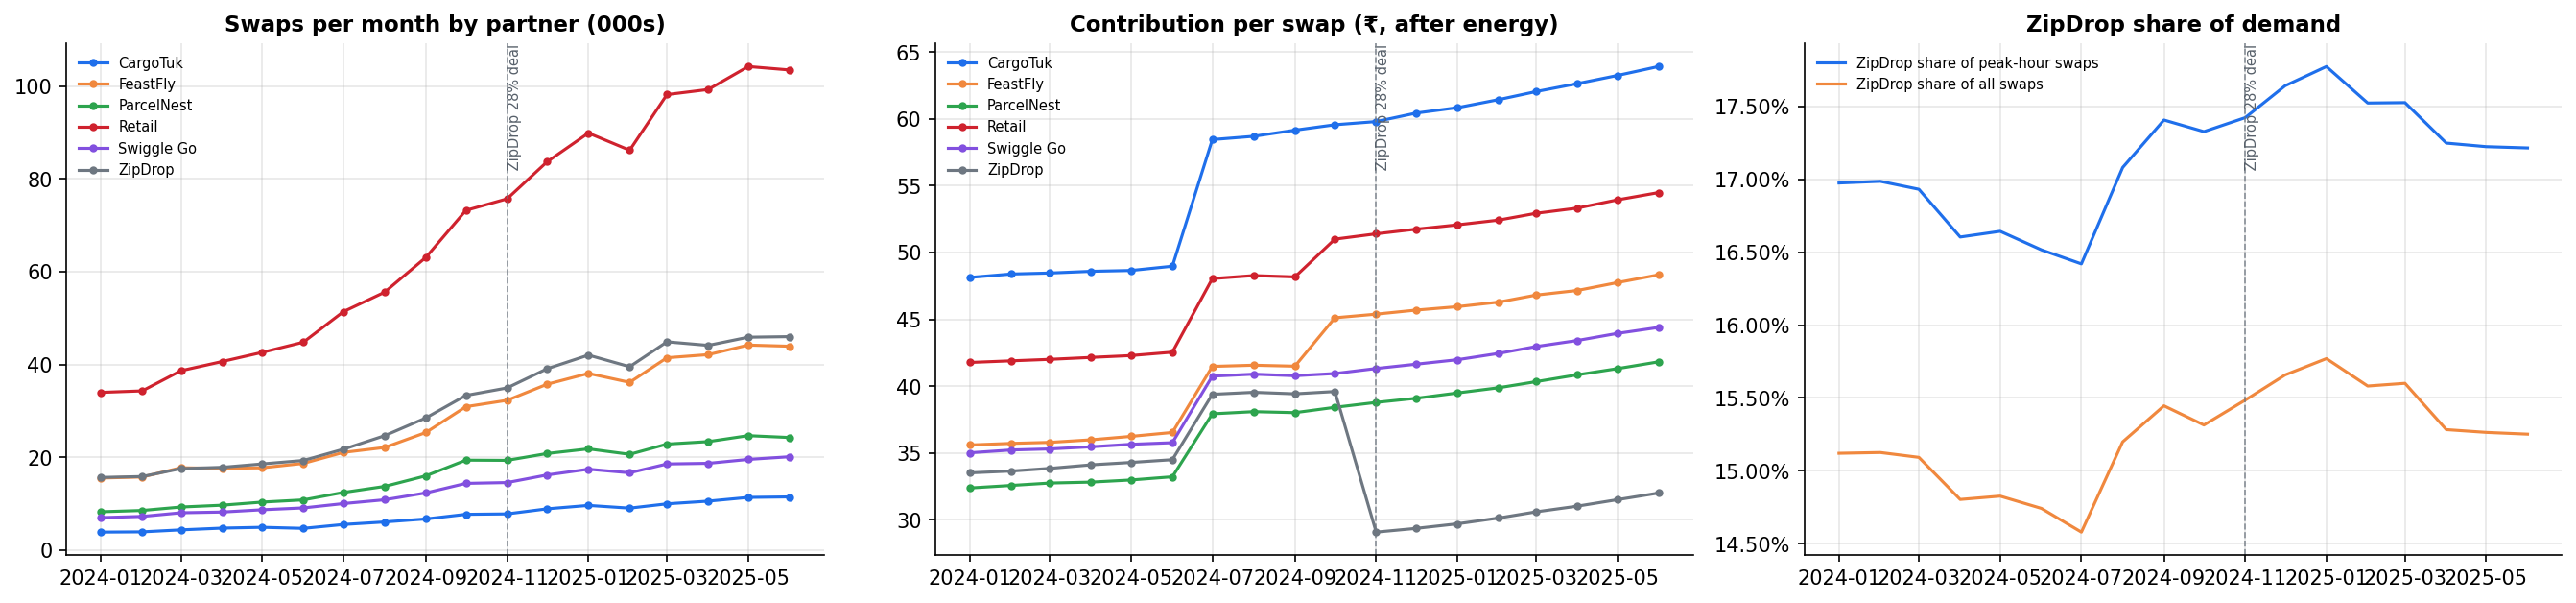 Swaps per month by partner (000s)
CargoTuk
FeastFly
ParcelNest
Retail
Swiggle Go
ZipDrop
ZipDrop 28% deal
100
80
60
40
20
0
2024-01
2024-03
2024-05
2024-07
2024-09
2024-11
2025-01
2025-03
2025-05
Contribution per swap (₹, after energy)
CargoTuk
FeastFly
ParcelNest
Retail
Swiggle Go
ZipDrop
ZipDrop 28% deal
65
60
55
50
45
40
35
30
2024-01
2024-03
2024-05
2024-07
2024-09
2024-11
2025-01
2025-03
2025-05
ZipDrop share of demand
ZipDrop share of peak-hour swaps
ZipDrop share of all swaps
ZipDrop 28% deal
17.50%
17.00%
16.50%
16.00%
15.50%
15.00%
14.50%
2024-01
2024-03
2024-05
2024-07
2024-09
2024-11
2025-01
2025-03
2025-05